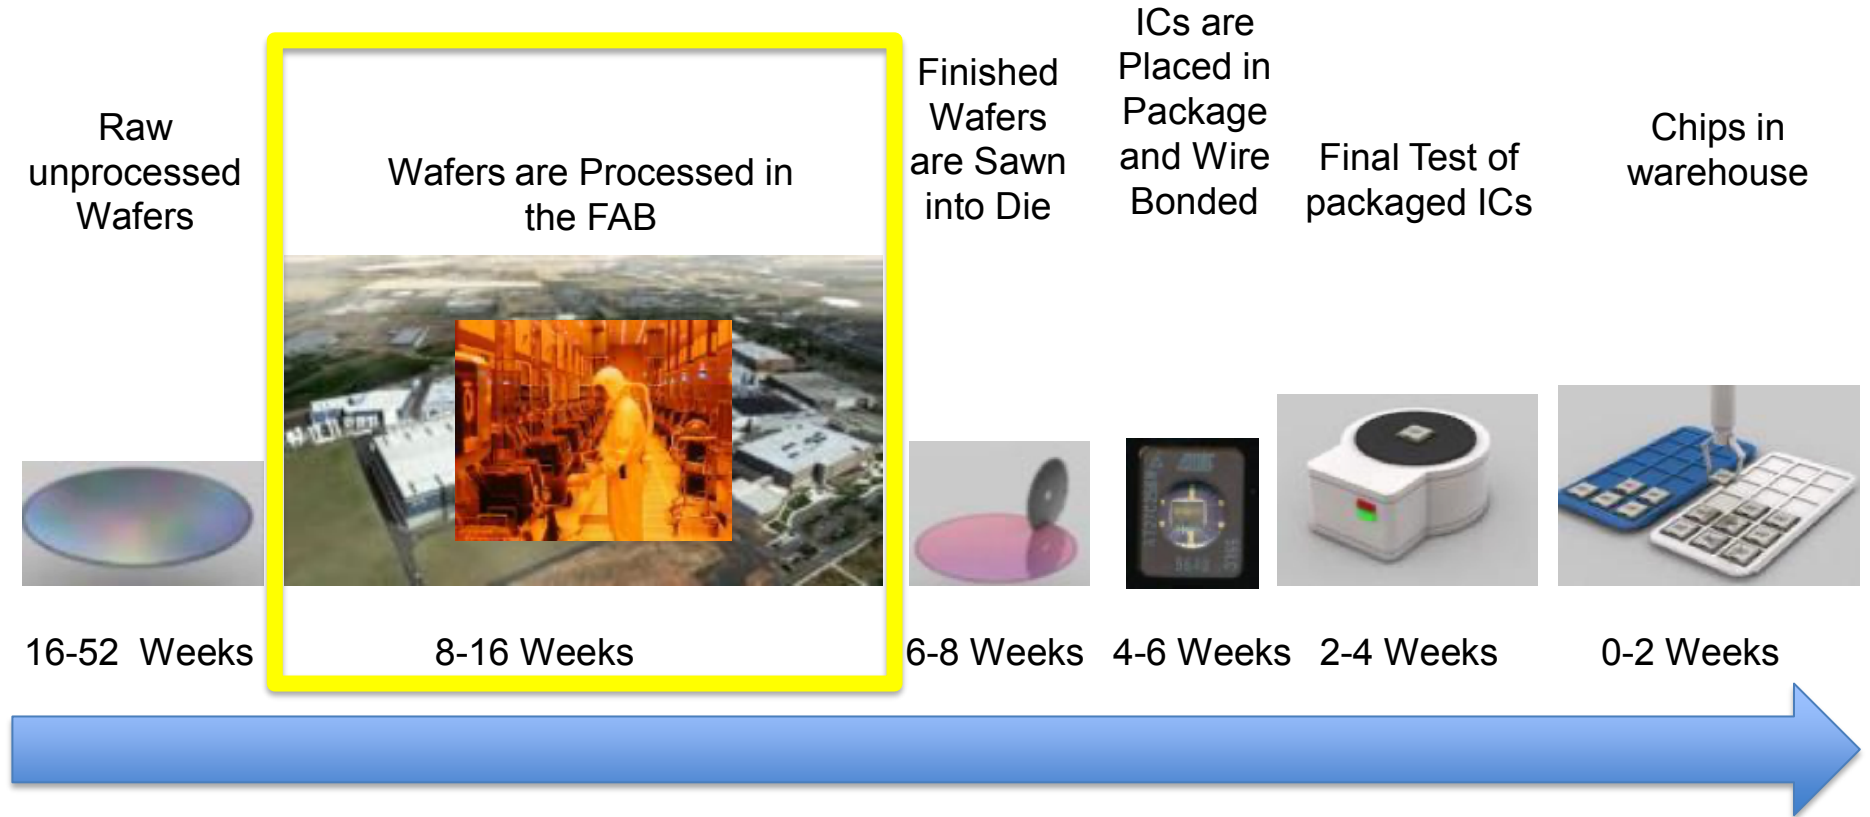 Raw
unprocessed
Wafers
Wafers are Processed in
the FAB
Finished
Wafers
are Sawn
into Die
ICs are
Placed in
Package
and Wire
Bonded
Final Test of
packaged ICs
Chips in
warehouse
16-52 Weeks
8-16 Weeks
6-8 Weeks
4-6 Weeks
2-4 Weeks
0-2 Weeks